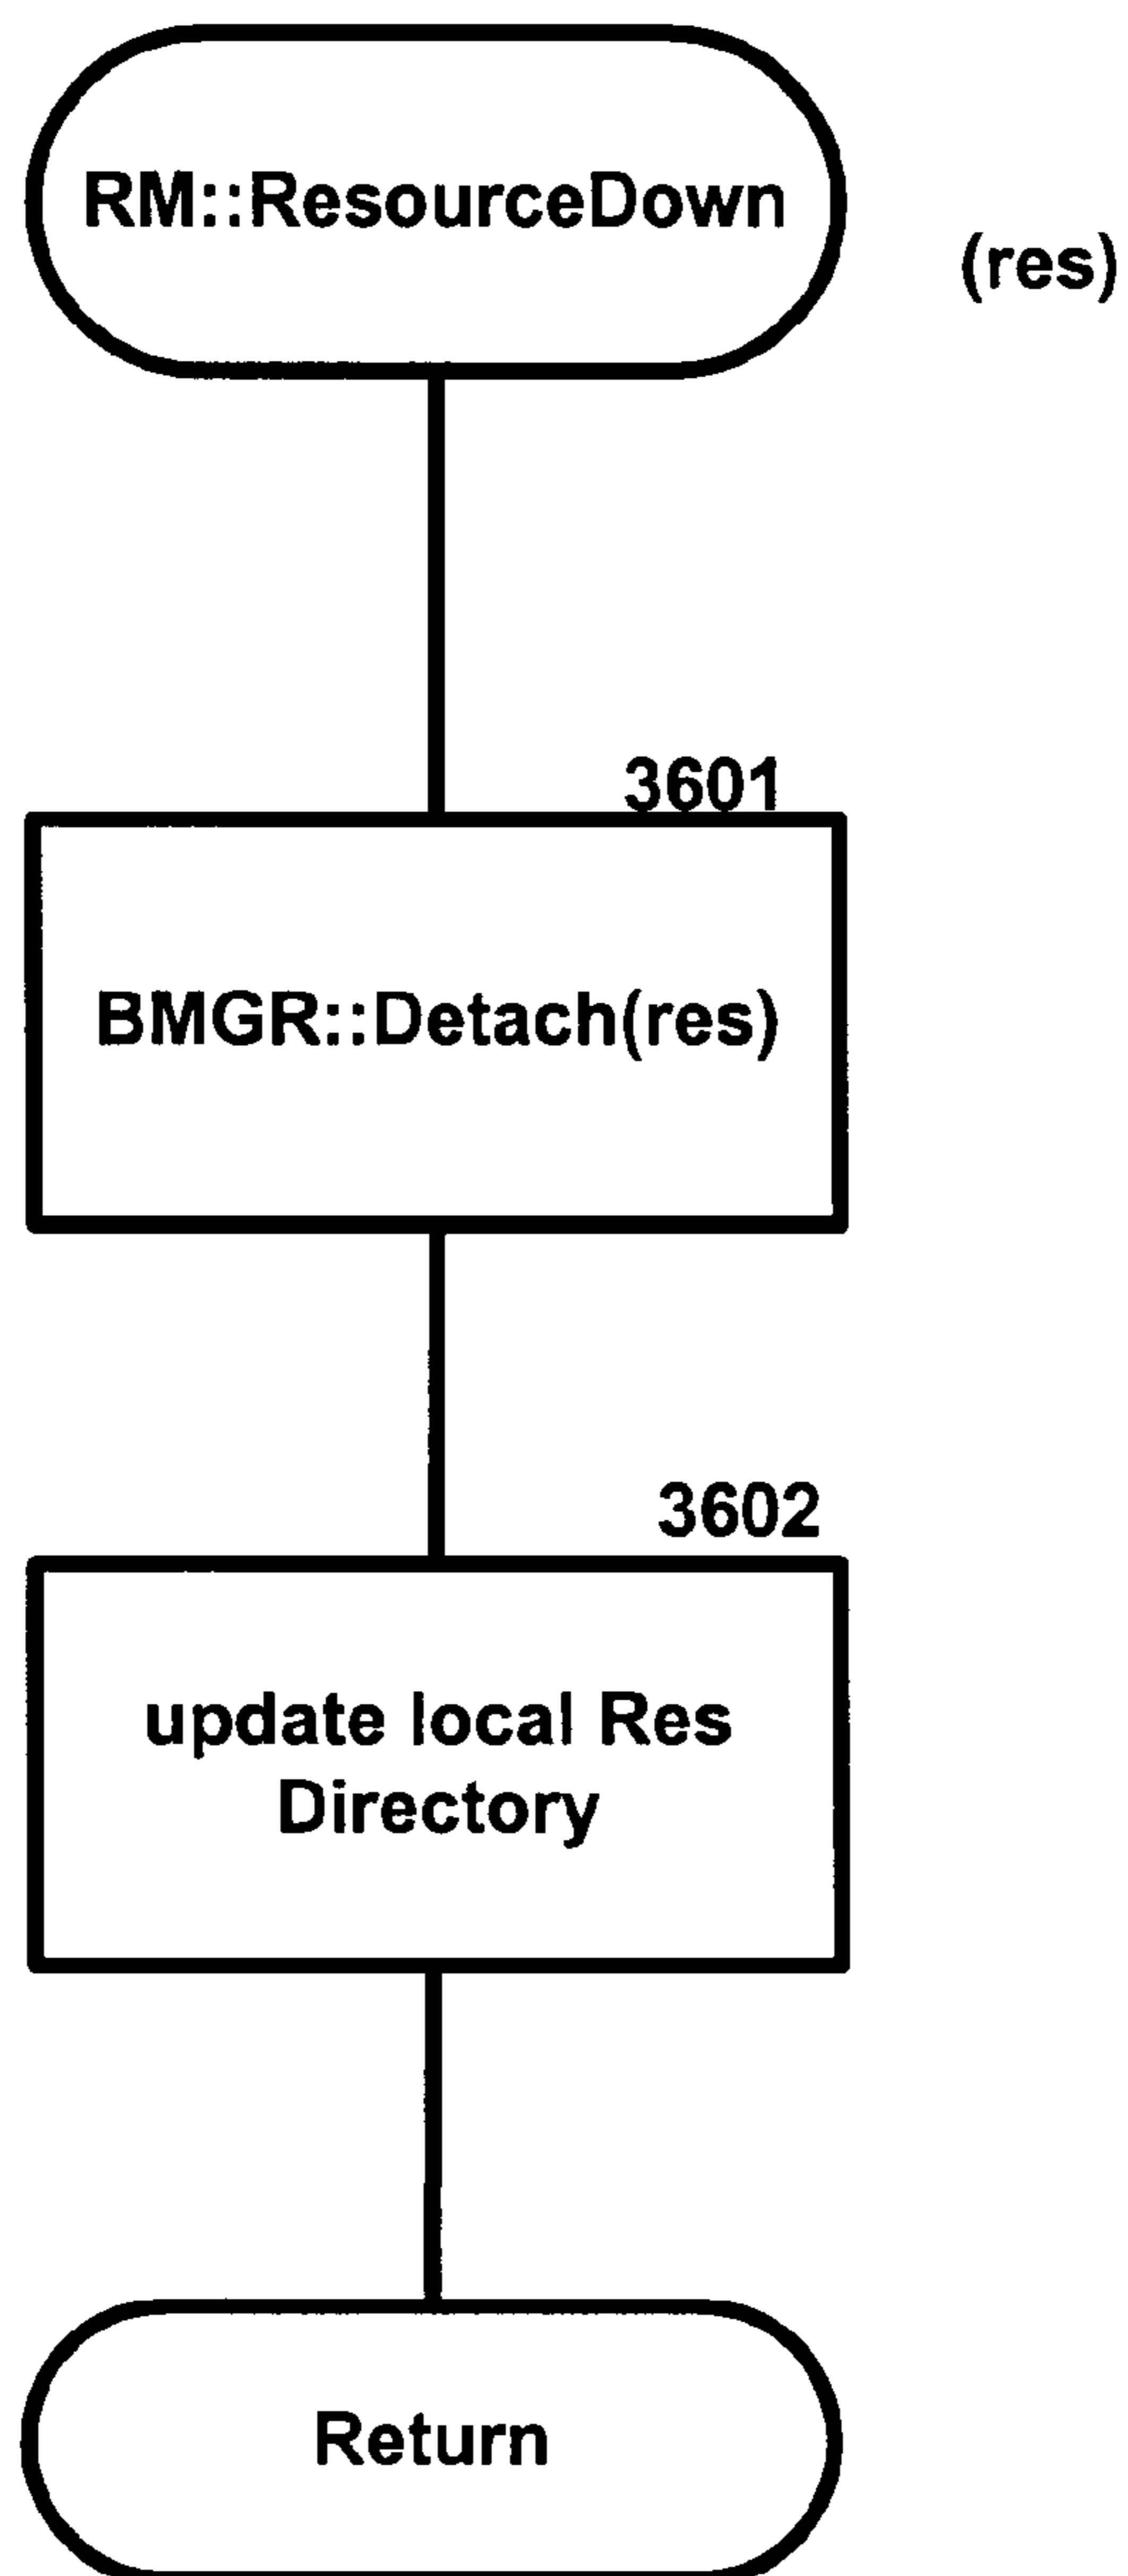 RM::ResourceDown
(res)
3601
BMGR::Detach(res)
3602
update local Res
Directory
Return